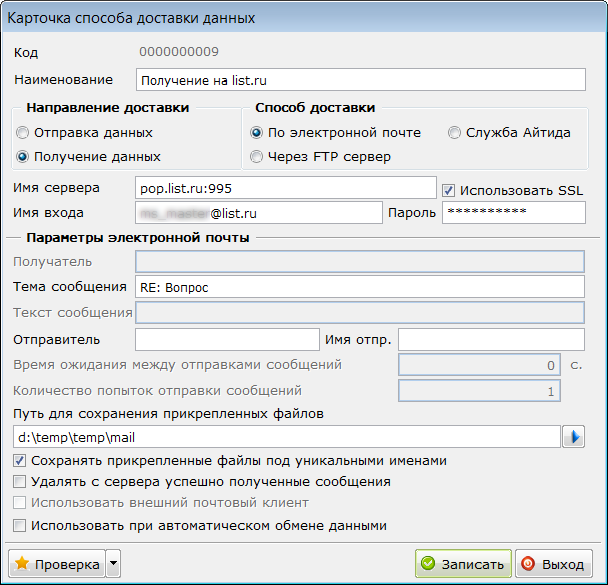 Карточка способа доставки данных
Код 0000000009
Наименование Получение на list.ru
Направление доставки Способ доставки
Отправка данных По электронной почте Служба Айтида
Получение данных Через FTP сервер
Имя сервера pop.list.ru:995 Использовать SSL
Имя входа @list.ru Пароль **********
Параметры электронной почты
Получатель
Тема сообщения RE: Вопрос
Текст сообщения
Отправитель Имя отпр.
Время ожидания между отправками сообщений 0 с.
Количество попыток отправки сообщений 1
Путь для сохранения прикрепленных файлов
d:\temp\temp\mail
Сохранять прикрепленные файлы под уникальными именами
Удалять с сервера успешно полученные сообщения
Использовать внешний почтовый клиент
Использовать при автоматическом обмене данными
Проверка Записать Выход